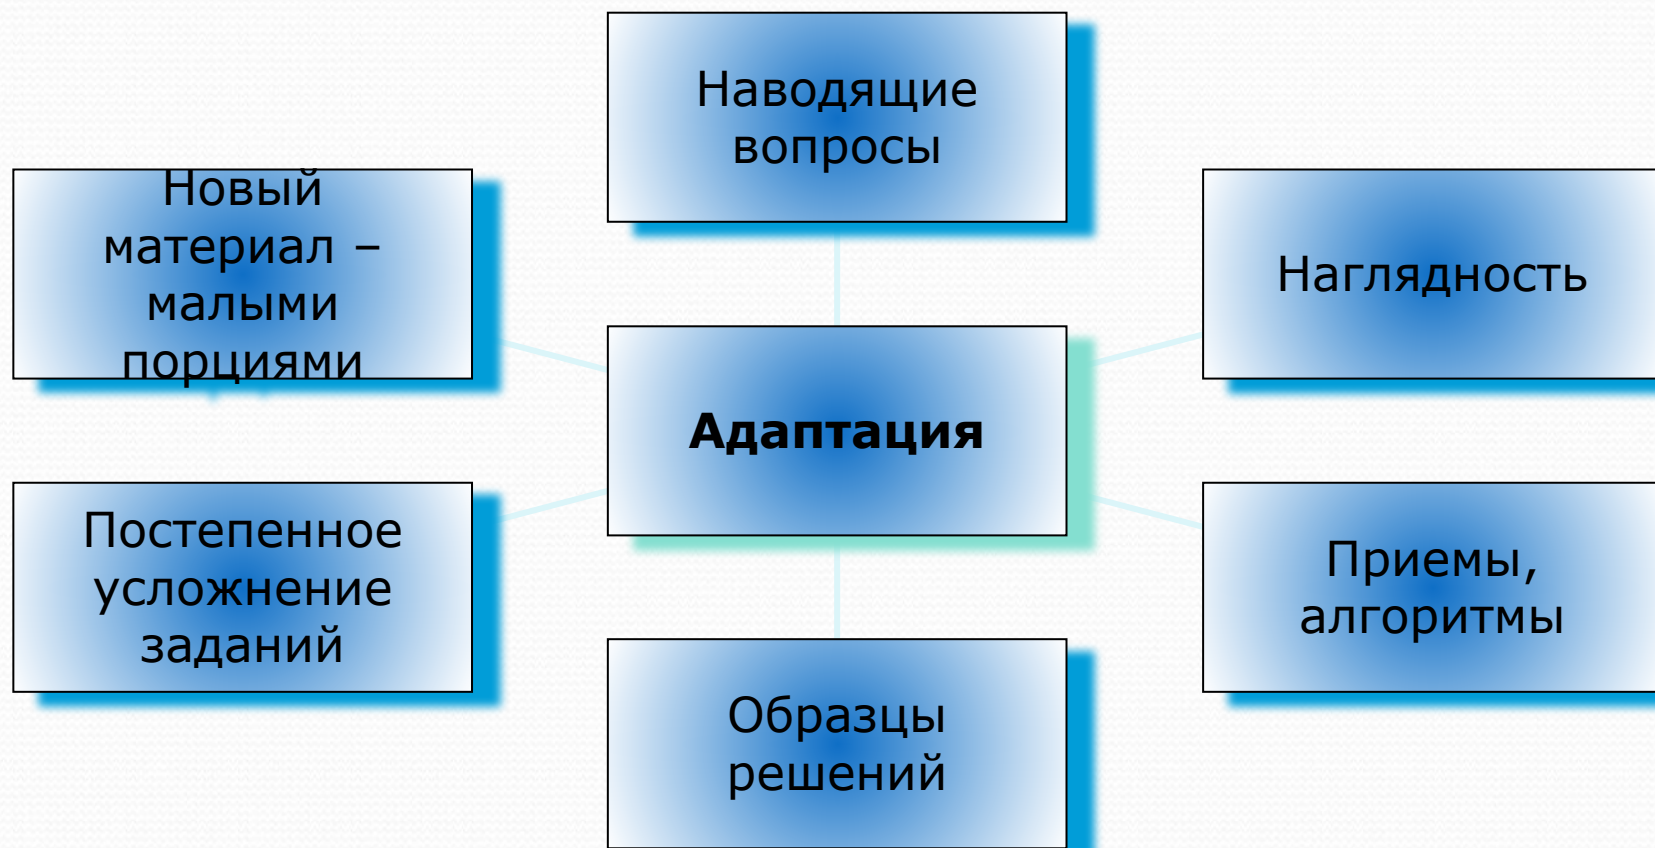 Наводящие
вопросы
Новый
материал –
малыми
порциями
Наглядность
Адаптация
Постепенное
усложнение
заданий
Приемы,
алгоритмы
Образцы
решений